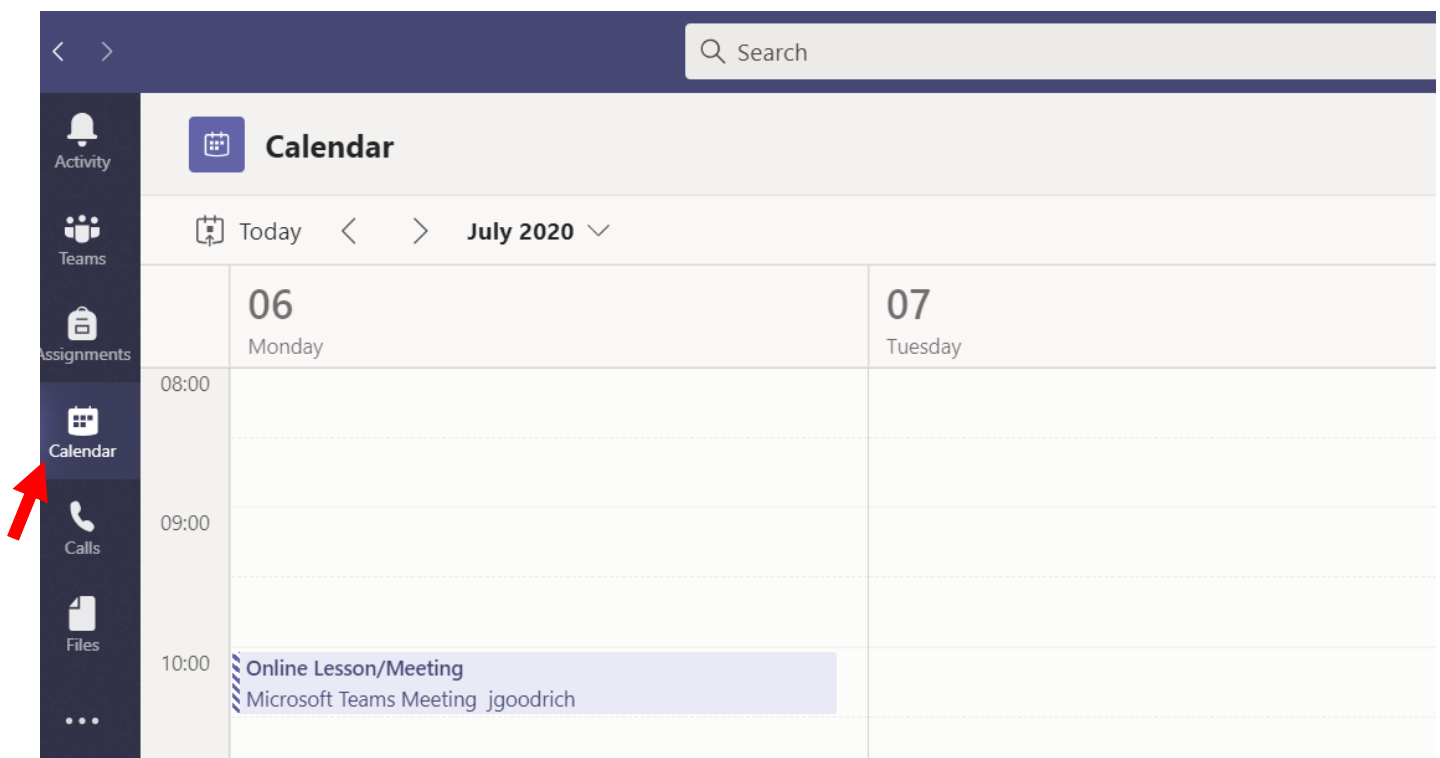 Search
Activity
Calendar
Teams
Today
July 2020
06
Monday
07
Tuesday
Assignments
08:00
Calendar
09:00
Calls
Files
10:00
Online Lesson/Meeting
Microsoft Teams Meeting jgoodrich